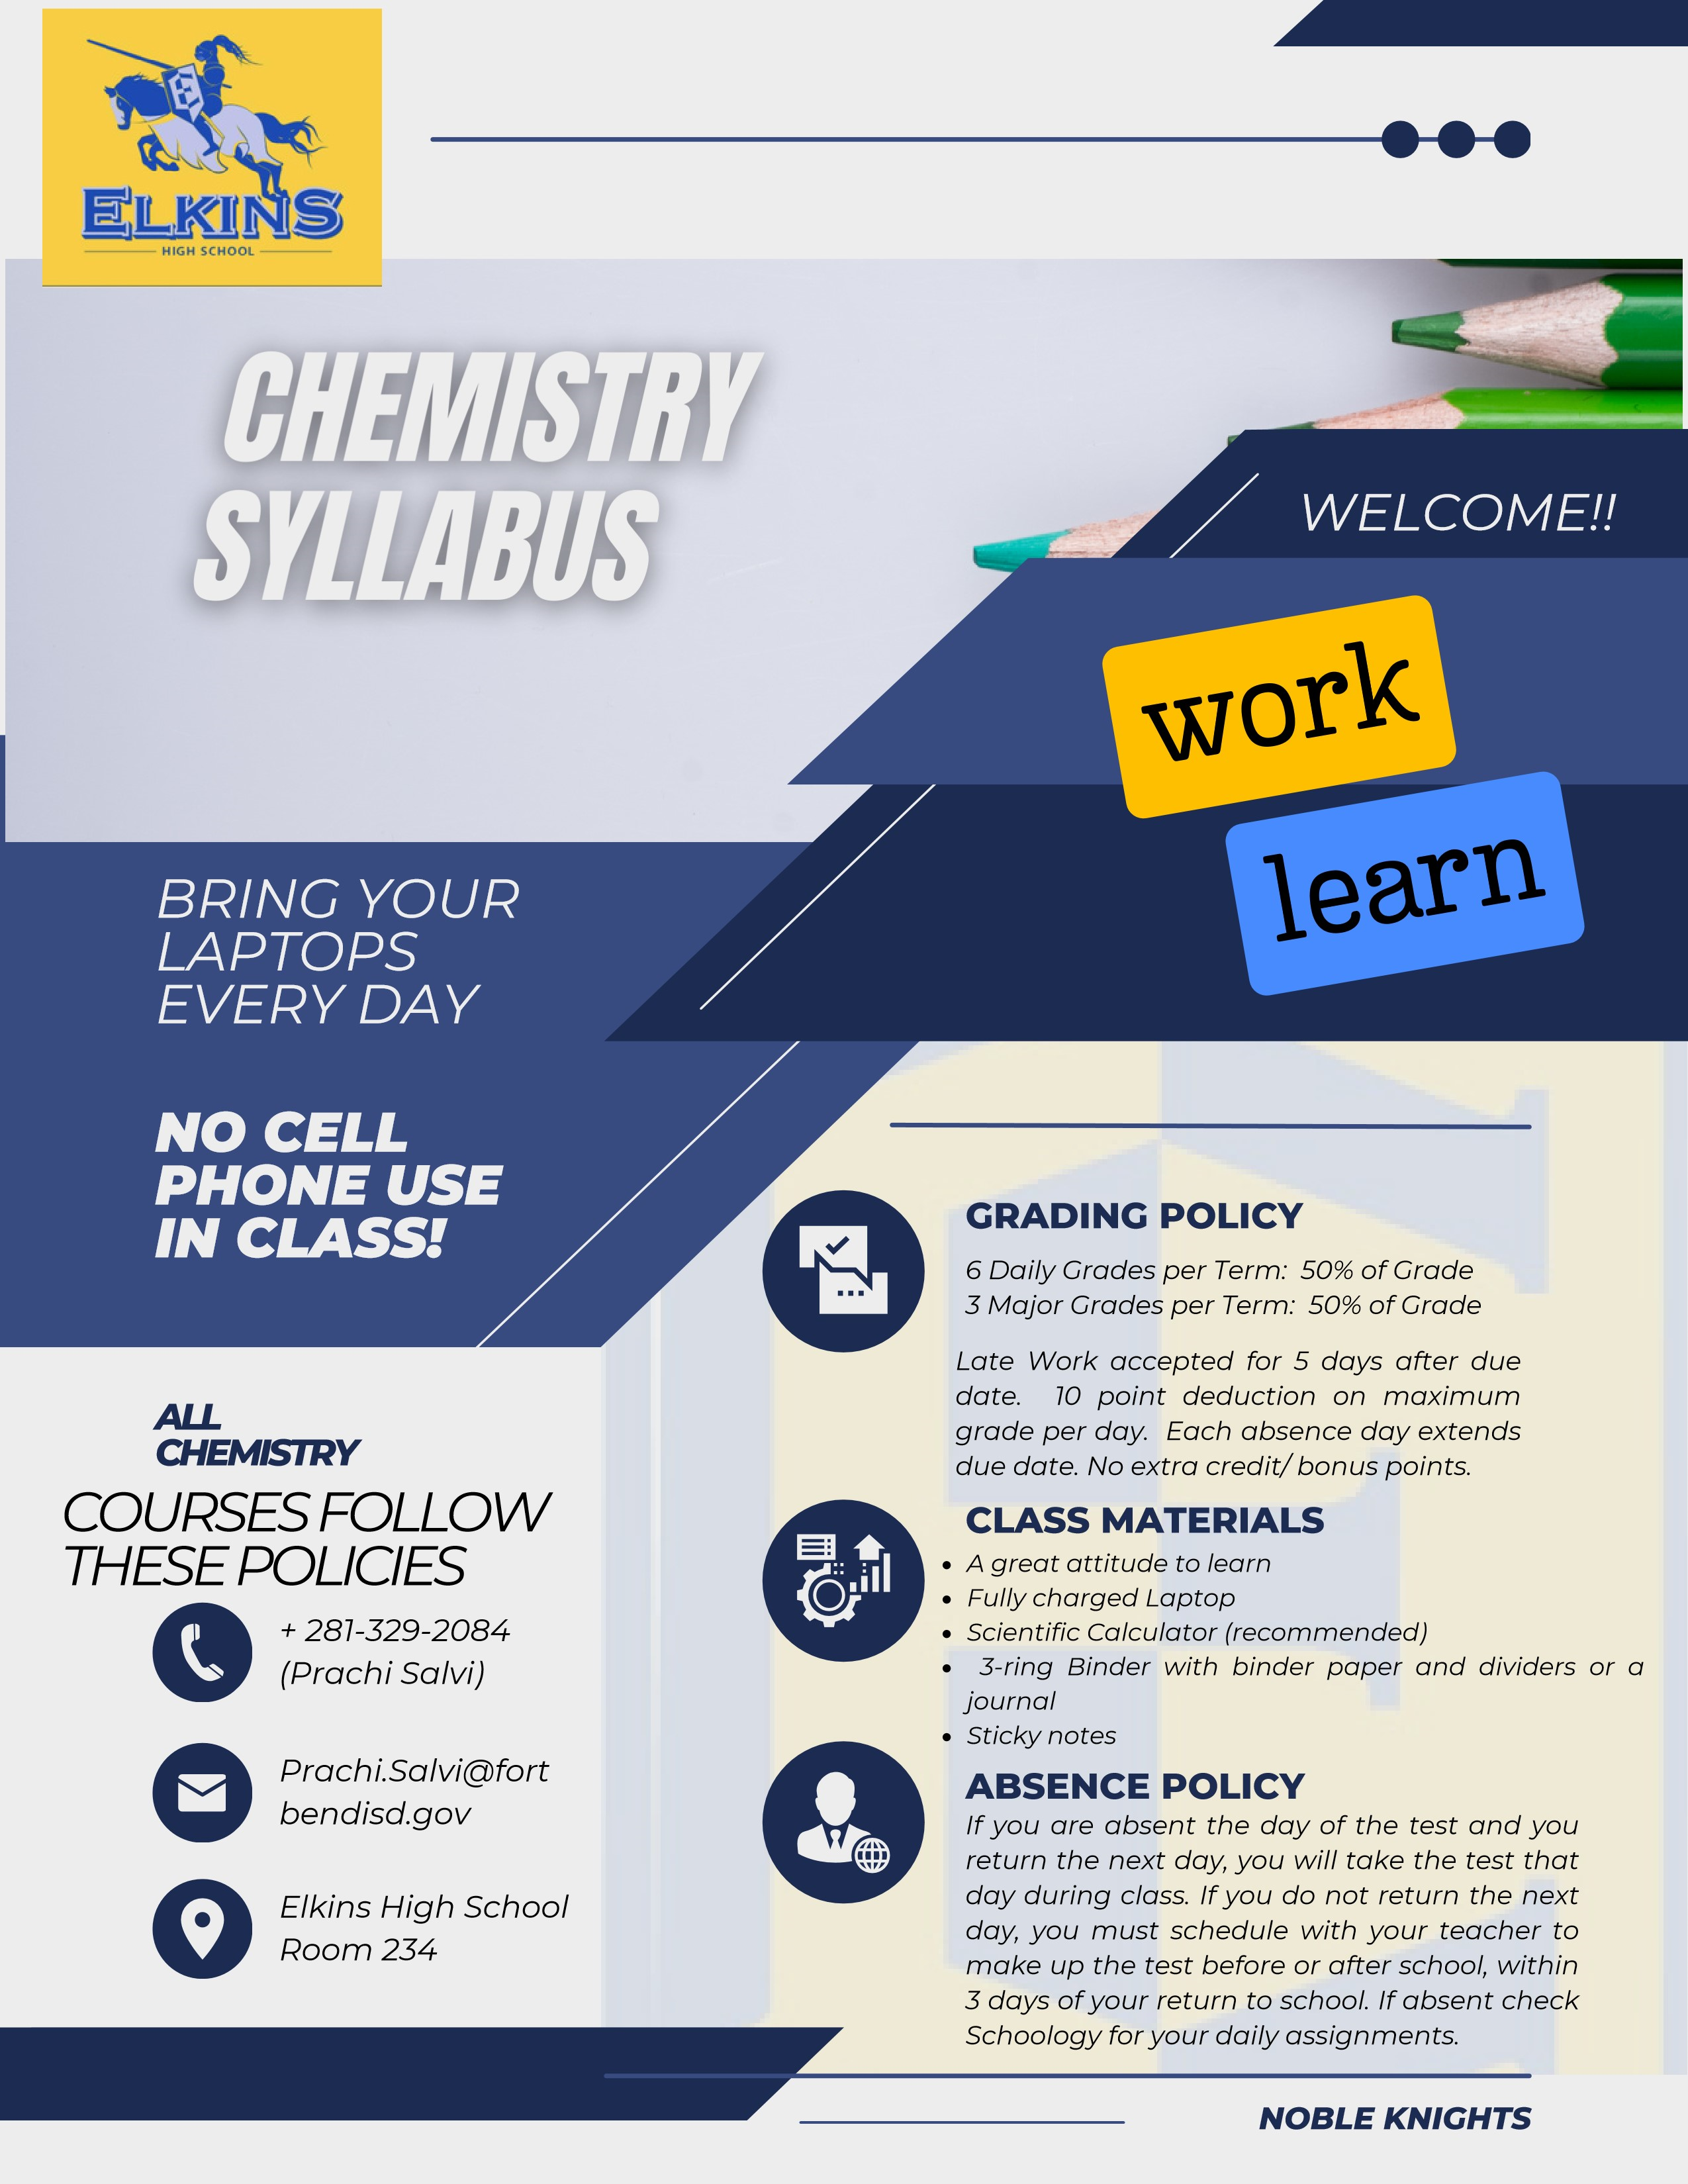 ELKINS
HIGH SCHOOL
CHEMISTRY
SYLLABUS
WELCOME!!
work
learn
BRING YOUR
LAPTOPS
EVERY DAY
NO CELL
PHONE USE
IN CLASS!
ALL
CHEMISTRY
COURSES FOLLOW
THESE POLICIES
+ 281-329-2084
(Prachi Salvi)
Prachi.Salvi@fort
bendisd.gov
Elkins High School
Room 234
GRADING POLICY
6 Daily Grades per Term: 50% of Grade
3 Major Grades per Term: 50% of Grade
Late Work accepted for 5 days after due
date. 10 point deduction on maximum
grade per day. Each absence day extends
due date. No extra credit/ bonus points.
CLASS MATERIALS
• A great attitude to learn
• Fully charged Laptop
• Scientific Calculator (recommended)
• 3-ring Binder with binder paper and dividers or a
journal
• Sticky notes
ABSENCE POLICY
If you are absent the day of the test and you
return the next day, you will take the test that
day during class. If you do not return the next
day, you must schedule with your teacher to
make up the test before or after school, within
3 days of your return to school. If absent check
Schoology for your daily assignments.
NOBLE KNIGHTS